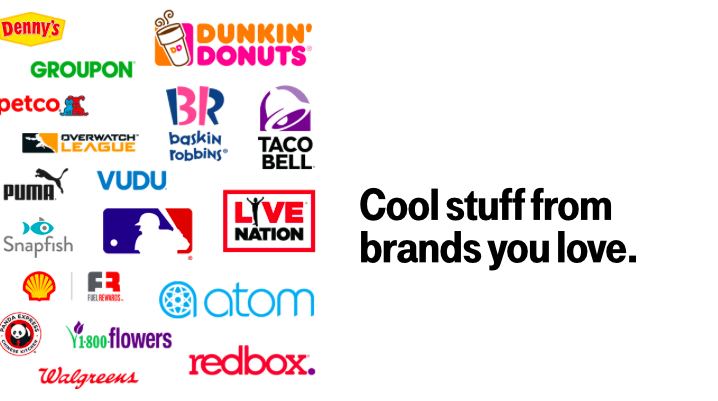 Denny's
DUNKIN'
DONUTS
DD
GROUPON
petco
BR
baskin
robbins
TACO
BELL
OVERWATCH
LEAGUE
PUMA
VUDU
LIVE
NATION
Snapfish
Cool stuff from
brands you love.
FR
FUEL REWARDS
atom
PANDA EXPRESS
CHINESE KITCHEN
1·800·flowers
redbox.
Walgreens